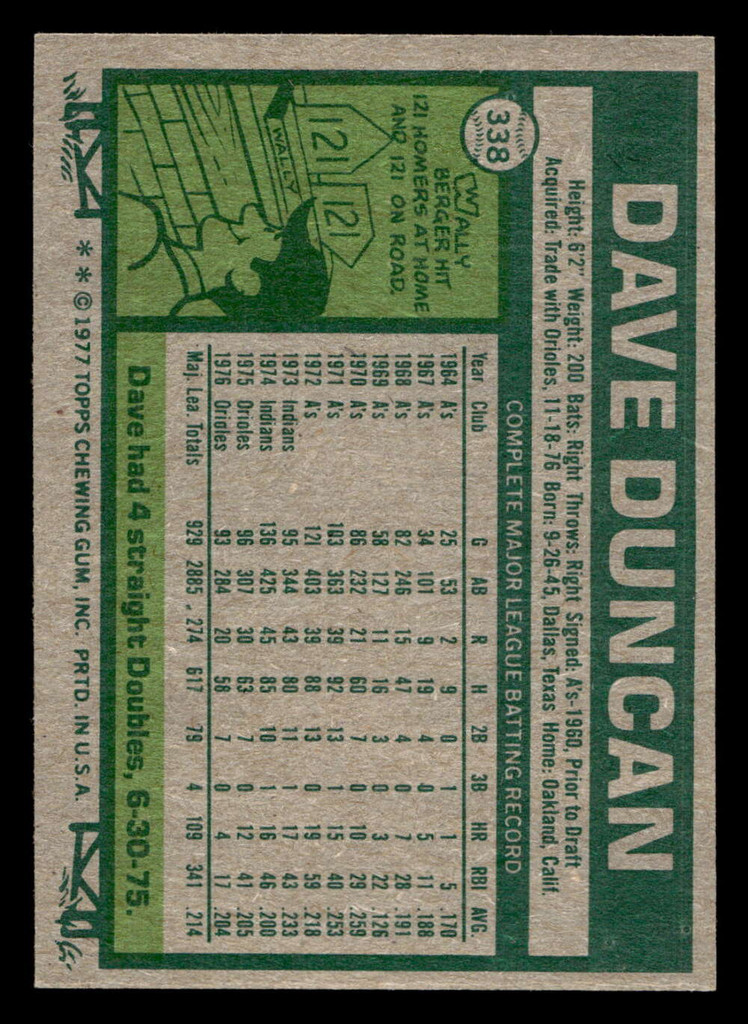 338
DAVE DUNCAN
Height: 6'2" Weight: 200 Bats: Right Throws: Right Signed: A's-1960, Prior to Draft
Acquired: Trade with Orioles, 11-18-76 Born: 9-26-45, Dallas, Texas Home: Oakland, Calif.
WALLY
BERGER HIT
121 HOMERS AT HOME
AND 121 ON ROAD.
121
121
WALLY
COMPLETE MAJOR LEAGUE BATTING RECORD
Year Club G AB R H 2B 3B HR RBI AVG.
1964 A's 25 53 2 9 0 1 1 5 .170
1967 A's 34 101 9 19 4 0 5 11 .188
1968 A's 82 246 15 47 4 0 7 28 .191
1969 A's 58 127 11 16 3 0 3 22 .126
1970 A's 86 232 21 60 7 0 10 29 .259
1971 A's 103 363 39 92 13 1 15 40 .253
1972 A's 121 403 39 88 13 0 19 59 .218
1973 Indians 95 344 43 80 11 1 17 43 .233
1974 Indians 136 425 45 85 10 1 16 46 .200
1975 Orioles 96 307 30 63 7 0 12 41 .205
1976 Orioles 93 284 20 58 7 0 4 17 .204
Maj. Lea. Totals 929 2885 274 617 79 4 109 341 .214
Dave had 4 straight Doubles, 6-30-75.
* * © 1977 TOPPS CHEWING GUM, INC. PRTD. IN U.S.A.